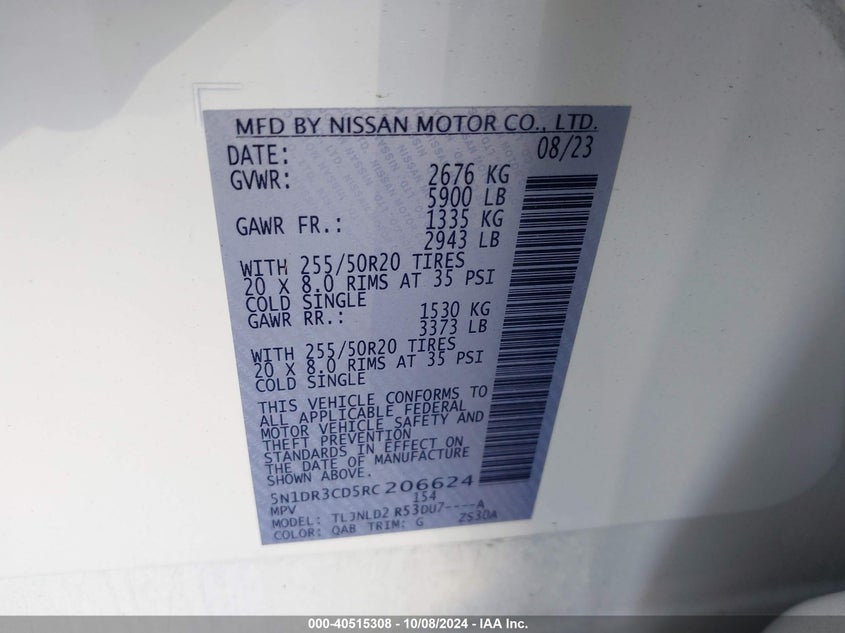 MFD BY NISSAN MOTOR CO., LTD.
DATE: 08/23
GVWR: 2676 KG
5900 LB
GAWR FR.: 1335 KG
2943 LB
WITH 255/50R20 TIRES
20 X 8.0 RIMS AT 35 PSI
COLD SINGLE
GAWR RR.: 1530 KG
3373 LB
WITH 255/50R20 TIRES
20 X 8.0 RIMS AT 35 PSI
COLD SINGLE
THIS VEHICLE CONFORMS TO
ALL APPLICABLE FEDERAL
MOTOR VEHICLE SAFETY AND
THEFT PREVENTION
STANDARDS IN EFFECT ON
THE DATE OF MANUFACTURE
SHOWN ABOVE.
5N1DR3CD5RC206624
MPV 154
MODEL: TLJNLD2 R53DU7----A
COLOR: QAB TRIM: G ZS30A
000-40515308 | 10/08/2024 - IAA Inc.